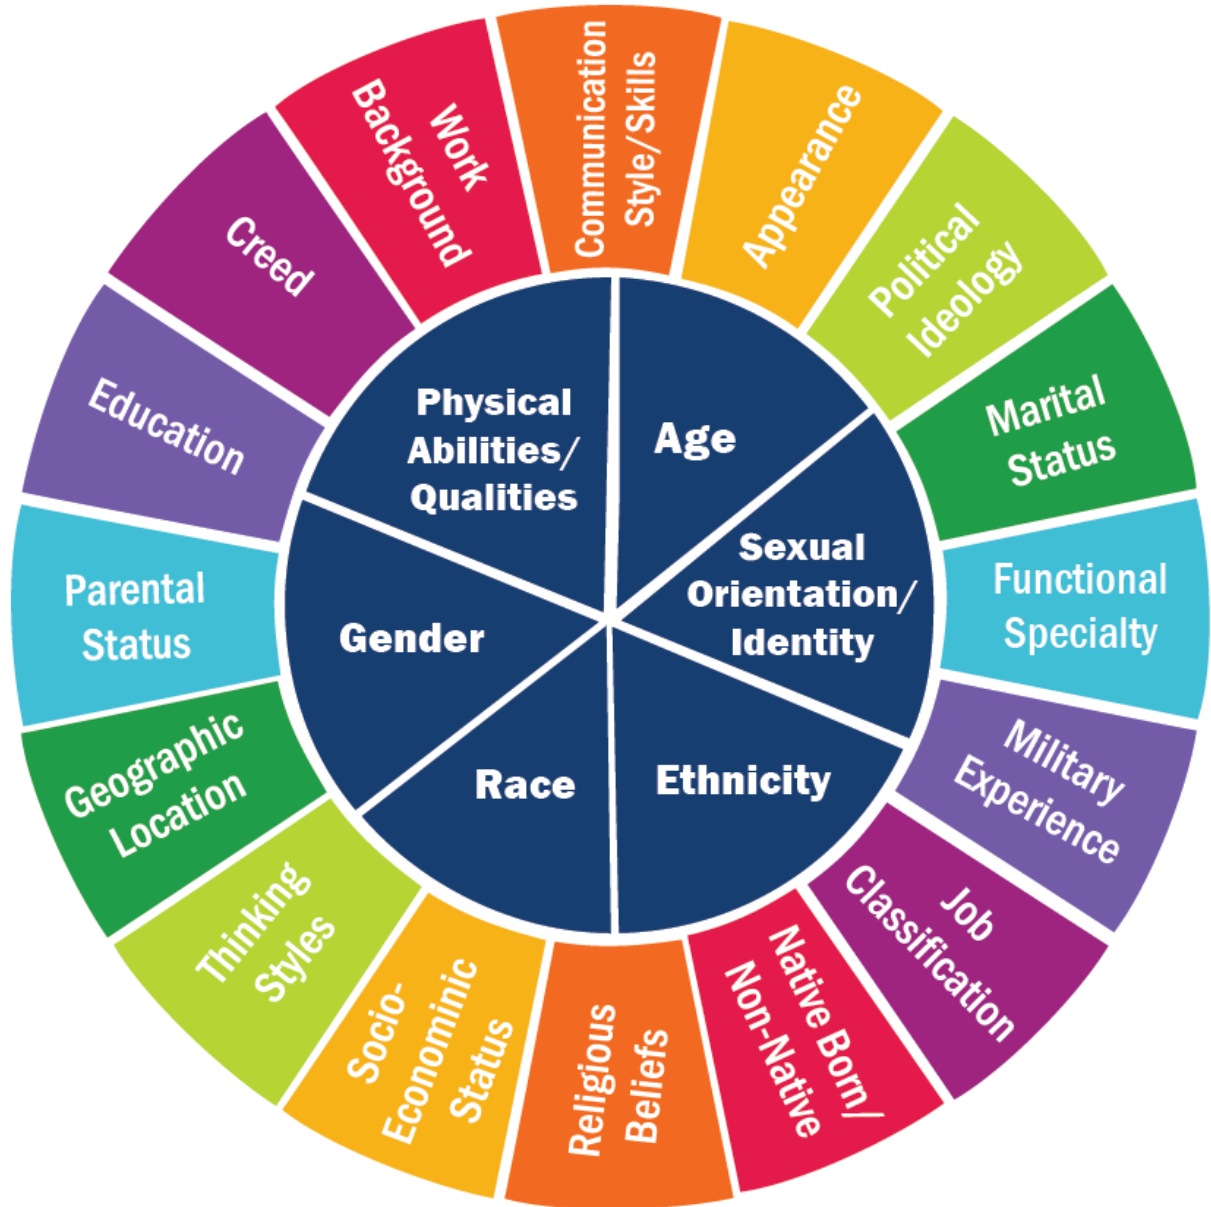 Communication
Style/Skills
Appearance
Political
Ideology
Marital
Status
Functional
Specialty
Military
Experience
Job
Classification
Native Born/
Non-Native
Religious
Beliefs
Socio-
Econominic
Status
Thinking
Styles
Geographic
Location
Parental
Status
Education
Creed
Work
Background
Physical
Abilities/
Qualities
Age
Sexual
Orientation/
Identity
Ethnicity
Race
Gender